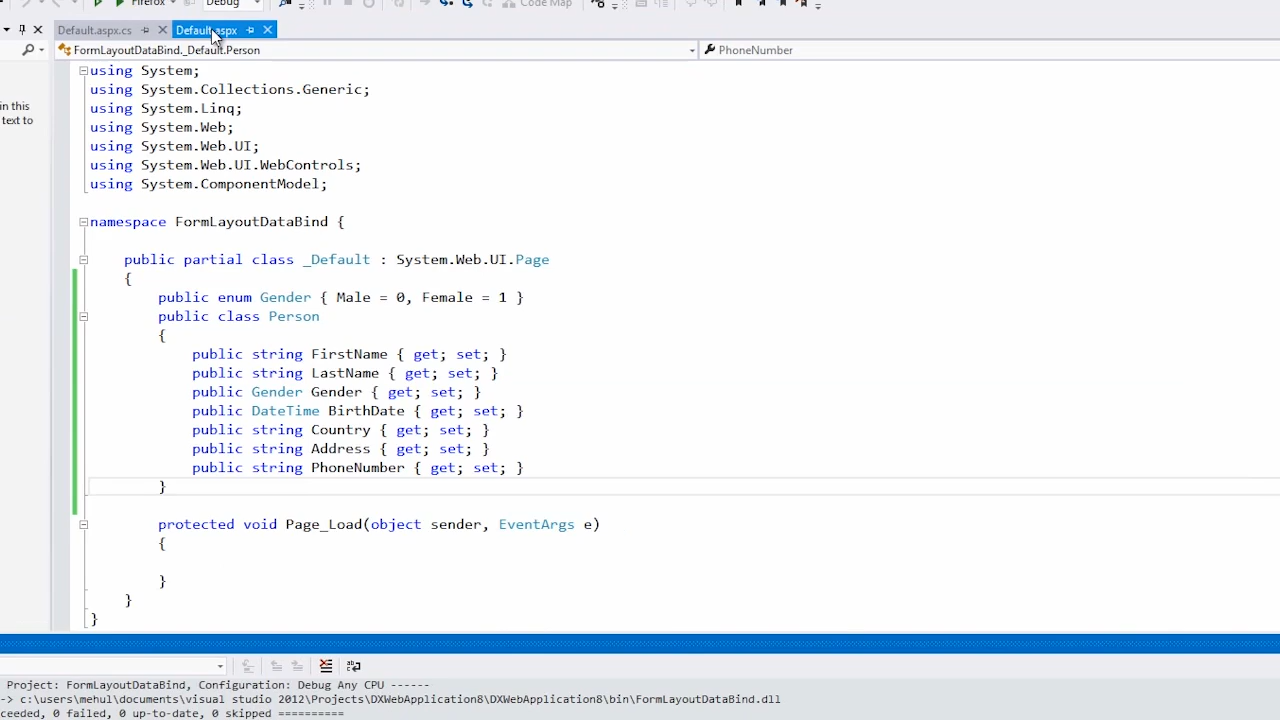 Firefox Debug Code Map
Default.aspx.cs Default.aspx
FormLayoutDataBind._Default.Person PhoneNumber
using System;
using System.Collections.Generic;
using System.Linq;
in this
text to
using System.Web;
using System.Web.UI;
using System.Web.UI.WebControls;
using System.ComponentModel;
namespace FormLayoutDataBind {
public partial class _Default : System.Web.UI.Page
{
public enum Gender { Male = 0, Female = 1 }
public class Person
{
public string FirstName { get; set; }
public string LastName { get; set; }
public Gender Gender { get; set; }
public DateTime BirthDate { get; set; }
public string Country { get; set; }
public string Address { get; set; }
public string PhoneNumber { get; set; }
}
protected void Page_Load(object sender, EventArgs e)
{
}
}
}
Project: FormLayoutDataBind, Configuration: Debug Any CPU ------
-> c:\users\mehul\documents\visual studio 2012\Projects\DXWebApplication8\DXWebApplication8\bin\FormLayoutDataBind.dll
ceeded, 0 failed, 0 up-to-date, 0 skipped ==========